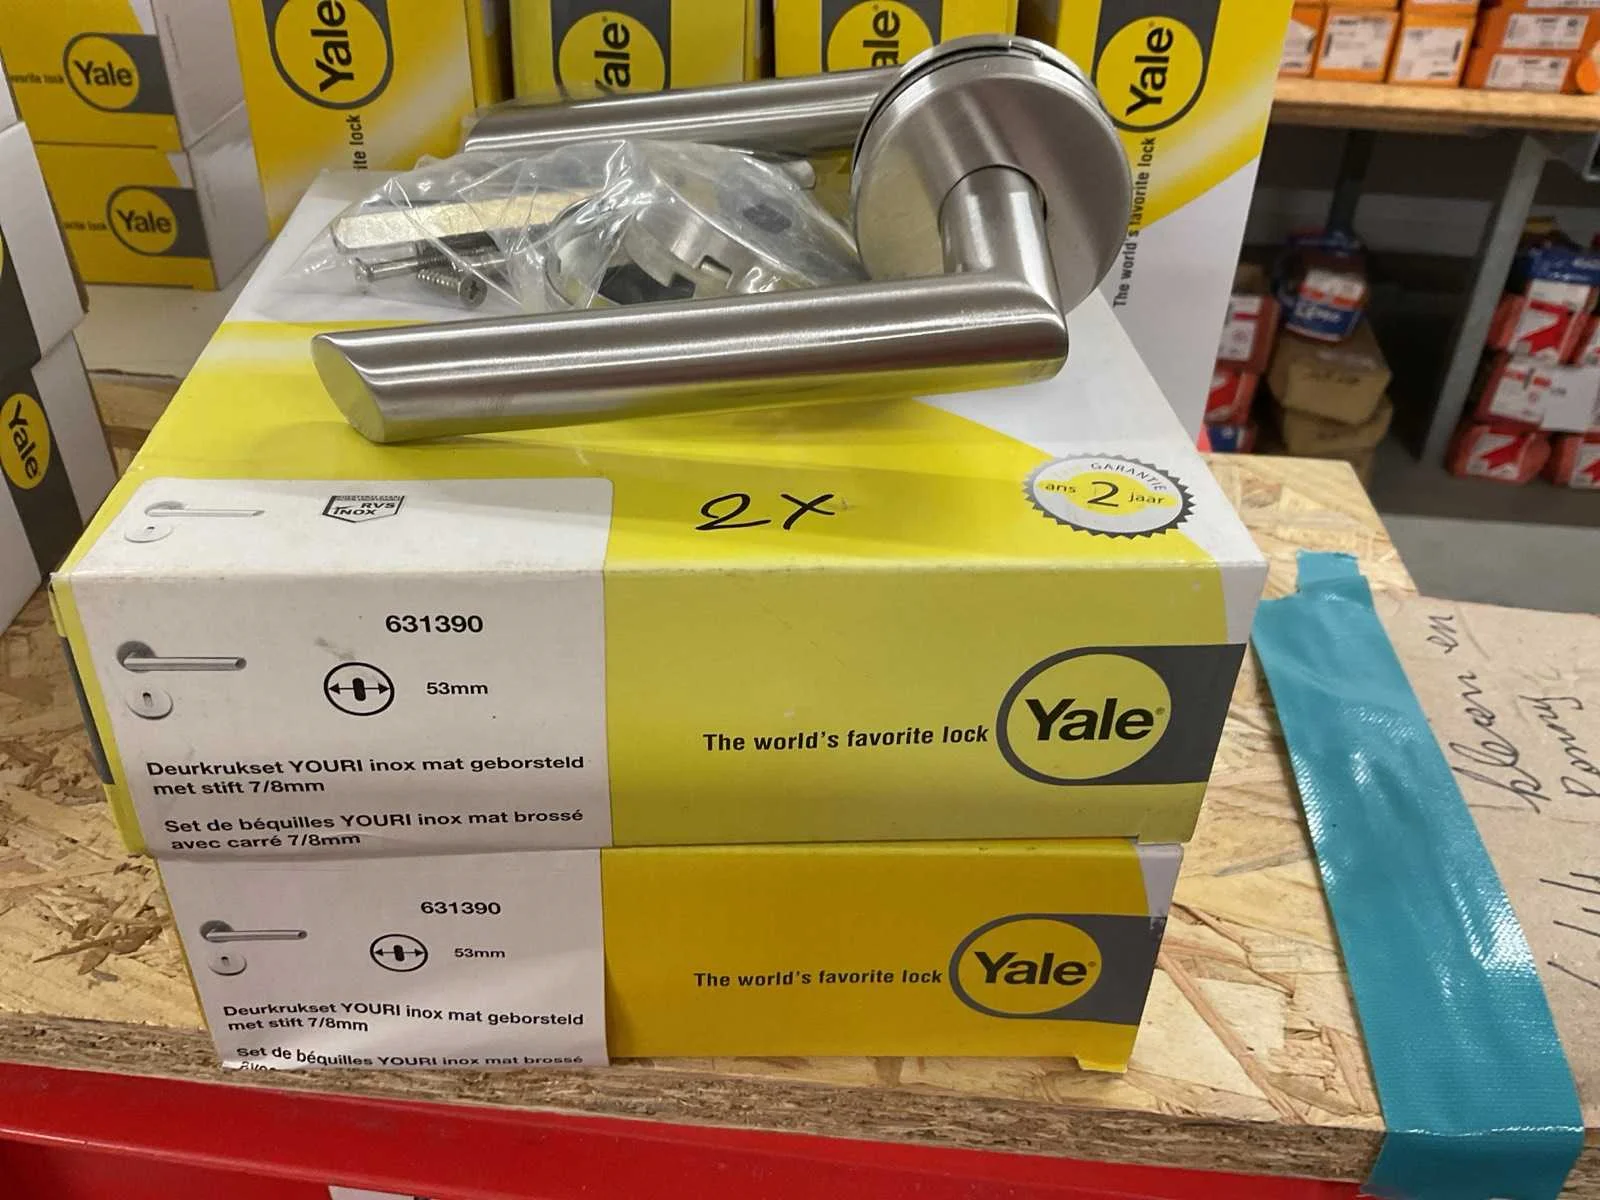 Yale
Yale
Yale
Yale
Yale
The world's favorite lock
Yale
Yale
RVS
INOX
2X
GARANTIE
ans 2 jaar
631390
53mm
Deurkrukset YOURI inox mat geborsteld
met stift 7/8mm
Set de béquilles YOURI inox mat brossé
avec carré 7/8mm
The world's favorite lock
Yale
631390
53mm
Deurkrukset YOURI inox mat geborsteld
met stift 7/8mm
Set de béquilles YOURI inox mat brossé
The world's favorite lock
Yale
en